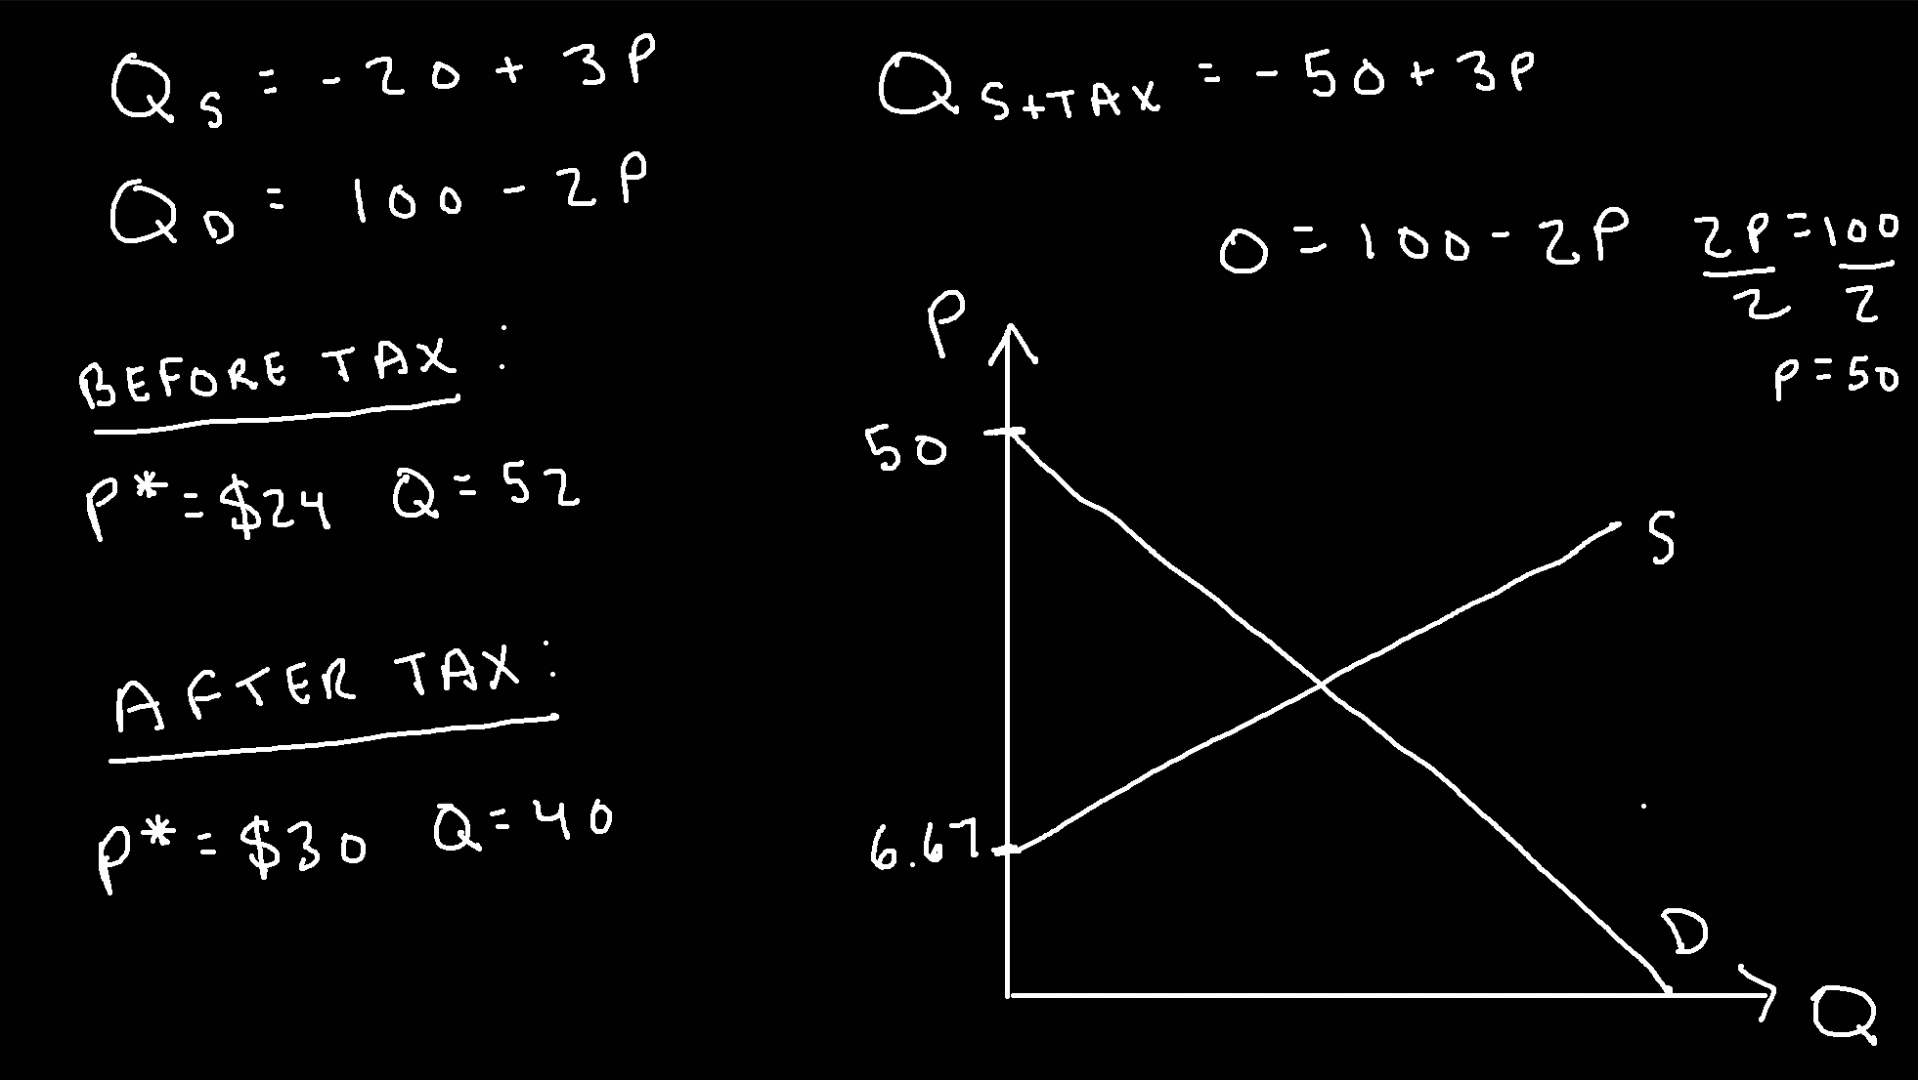 Qs = -20 + 3P
QD = 100 - 2P
BEFORE TAX:
P* = $24 Q = 52
AFTER TAX:
P* = $30 Q = 40
QS+TAX = -50 + 3P
0 = 100 - 2P
2P = 100
2 2
P = 50
P
50
S
6.67
D
Q